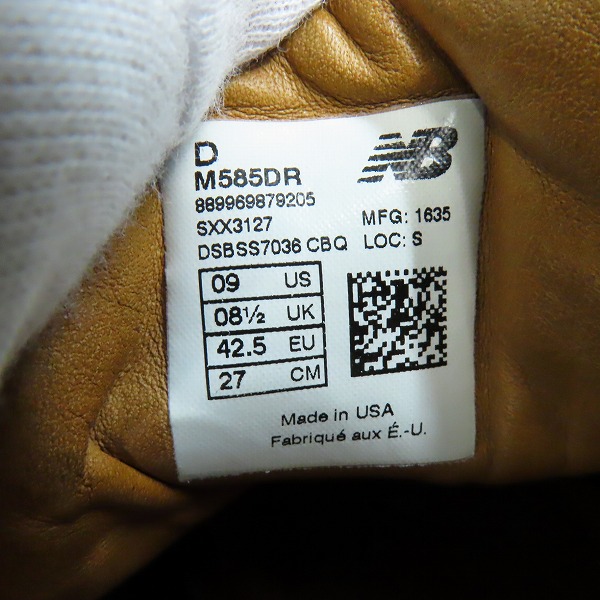 D
NB
M585DR
889969879205
SXX3127
MFG: 1635
DSBSS7036 CBQ LOC: S
09 US
08½ UK
42.5 EU
27 CM
Made in USA
Fabriqué aux É.-U.